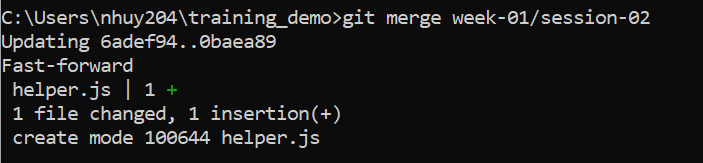 C:\Users\nhuy204\training_demo>git merge week-01/session-02
Updating 6adef94..0baea89
Fast-forward
 helper.js | 1 +
 1 file changed, 1 insertion(+)
 create mode 100644 helper.js